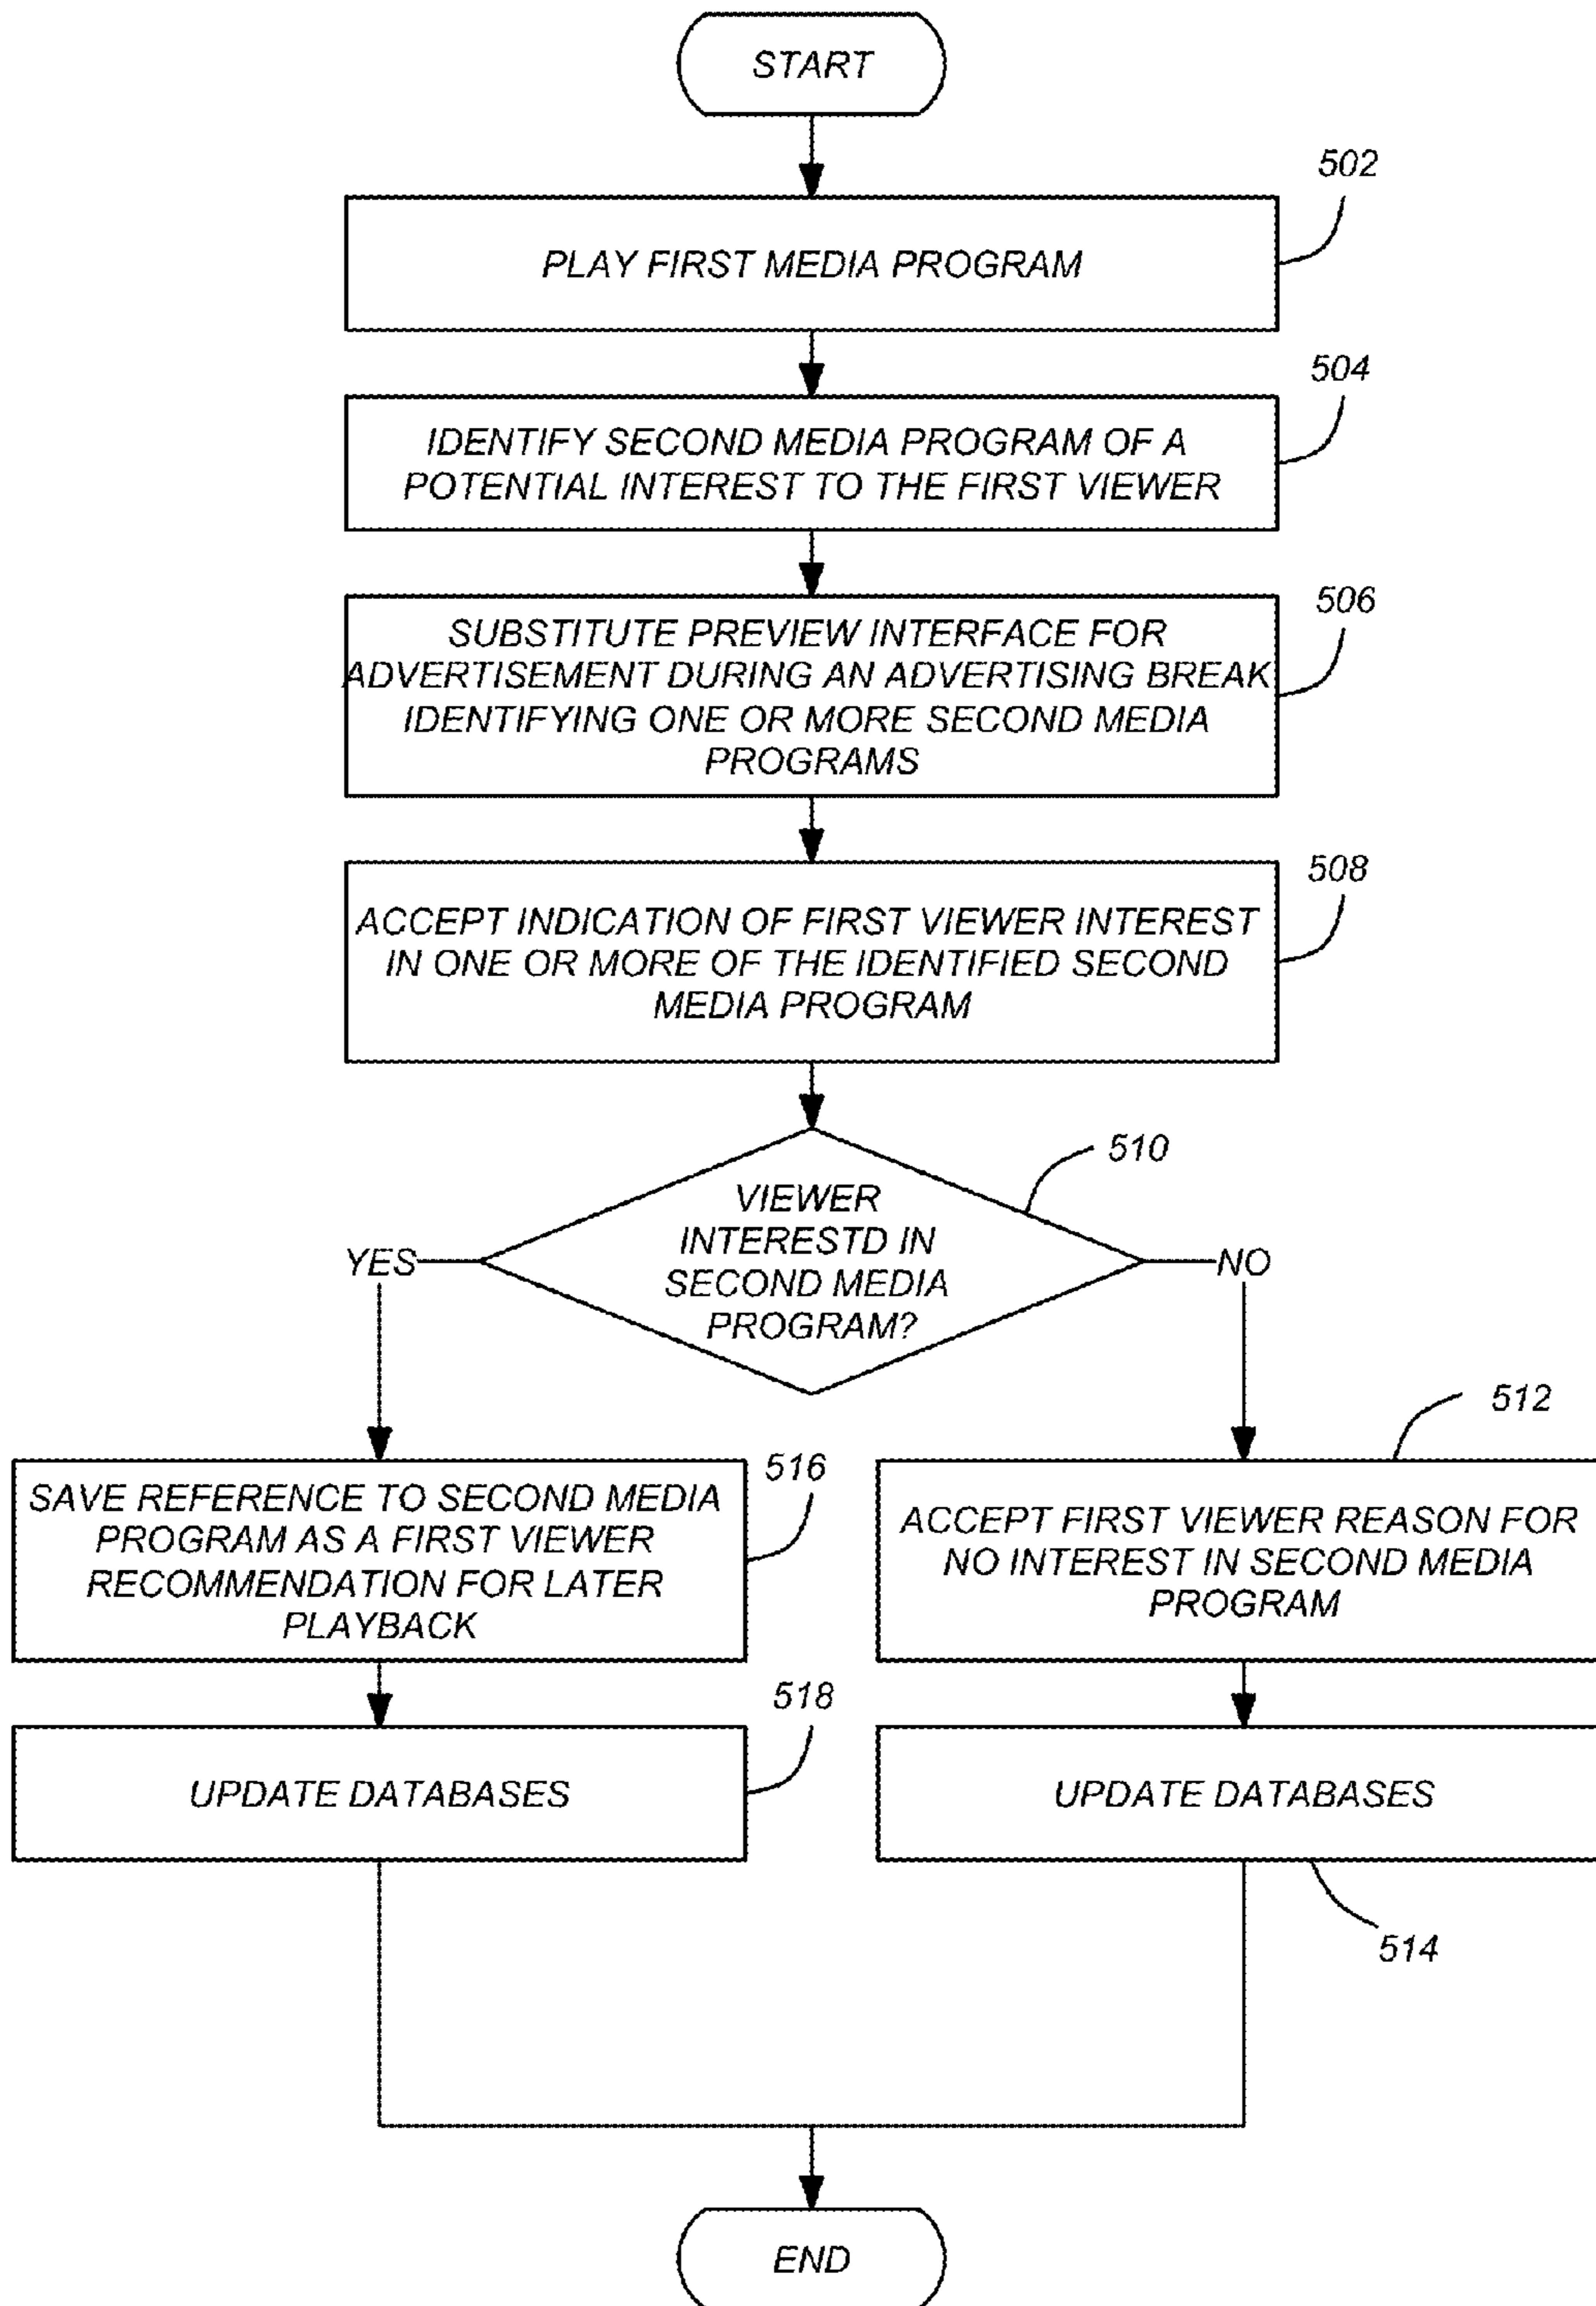 START
502
PLAY FIRST MEDIA PROGRAM
504
IDENTIFY SECOND MEDIA PROGRAM OF A
POTENTIAL INTEREST TO THE FIRST VIEWER
506
SUBSTITUTE PREVIEW INTERFACE FOR
ADVERTISEMENT DURING AN ADVERTISING BREAK
IDENTIFYING ONE OR MORE SECOND MEDIA
PROGRAMS
508
ACCEPT INDICATION OF FIRST VIEWER INTEREST
IN ONE OR MORE OF THE IDENTIFIED SECOND
MEDIA PROGRAM
510
VIEWER
INTERESTD IN
SECOND MEDIA
PROGRAM?
YES
NO
516
SAVE REFERENCE TO SECOND MEDIA
PROGRAM AS A FIRST VIEWER
RECOMMENDATION FOR LATER
PLAYBACK
512
ACCEPT FIRST VIEWER REASON FOR
NO INTEREST IN SECOND MEDIA
PROGRAM
518
UPDATE DATABASES
UPDATE DATABASES
514
END